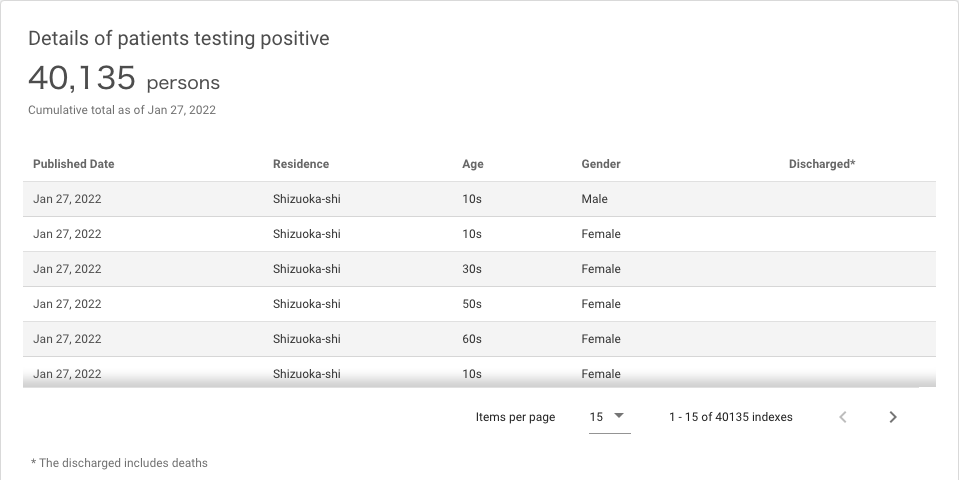 Details of patients testing positive
40,135 persons
Cumulative total as of Jan 27, 2022
Published Date Residence Age Gender Discharged*
Jan 27, 2022 Shizuoka-shi 10s Male
Jan 27, 2022 Shizuoka-shi 10s Female
Jan 27, 2022 Shizuoka-shi 30s Female
Jan 27, 2022 Shizuoka-shi 50s Female
Jan 27, 2022 Shizuoka-shi 60s Female
Jan 27, 2022 Shizuoka-shi 10s Female
Items per page 15 1 - 15 of 40135 indexes
* The discharged includes deaths